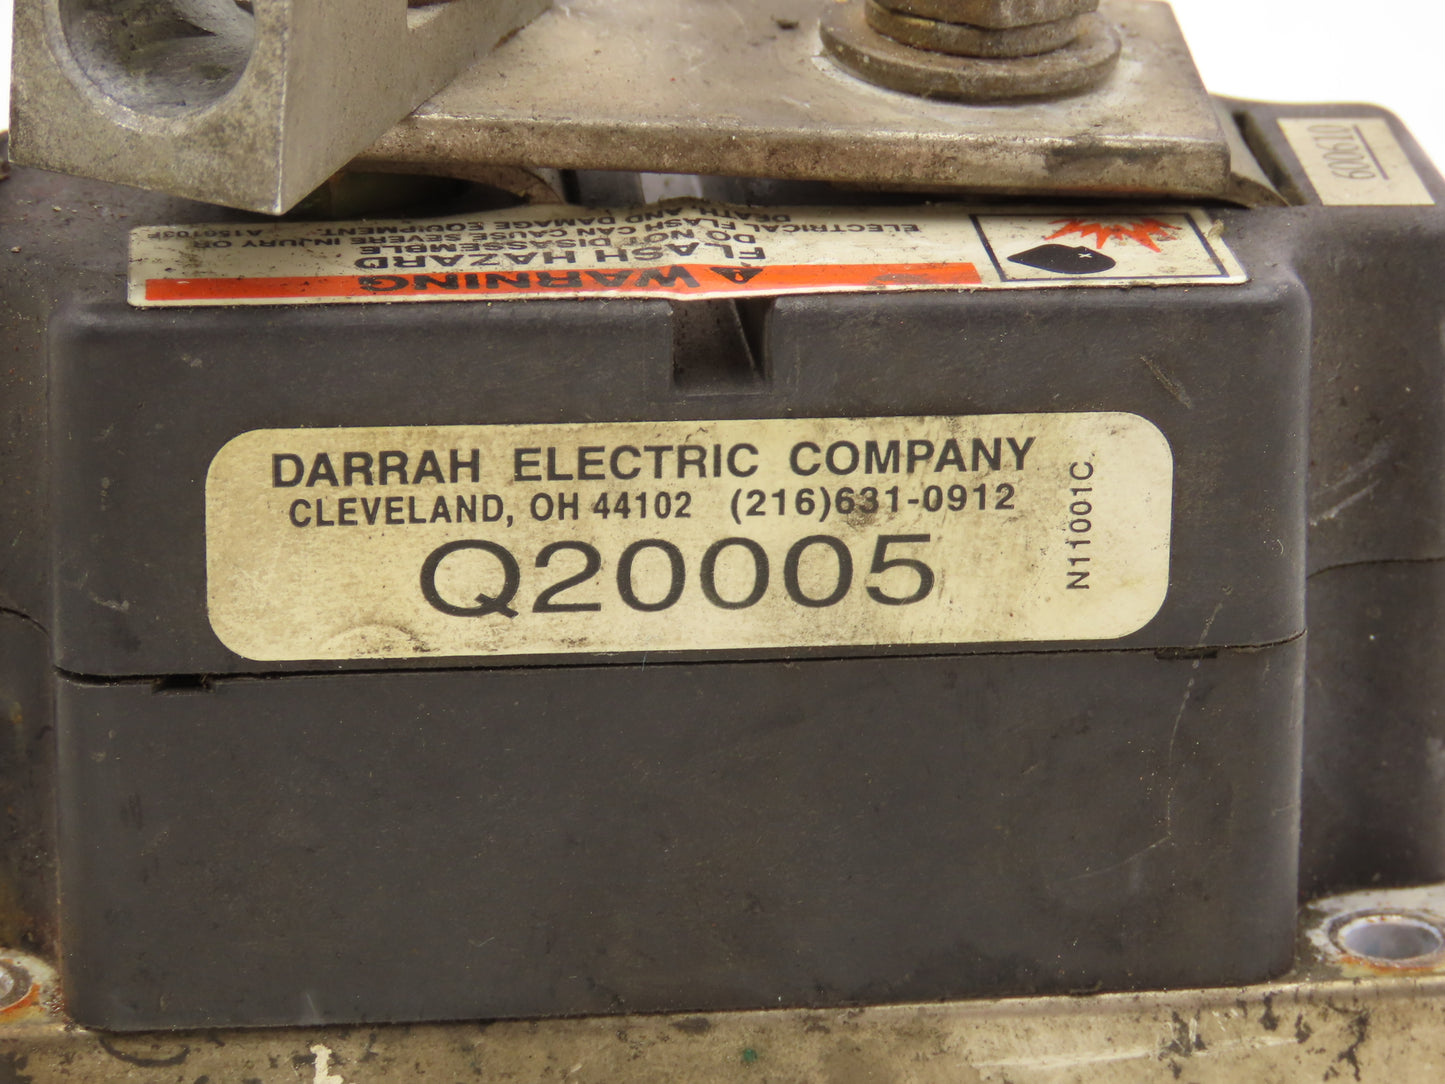 600610
WARNING
FLASH HAZARD
DO NOT DISASSEMBLE
ELECTRICAL FLASH CAN CAUSE SEVERE INJURY OR
DEATH AND DAMAGE EQUIPMENT.
DARRAH ELECTRIC COMPANY
CLEVELAND, OH 44102 (216)631-0912
Q20005
N11001C